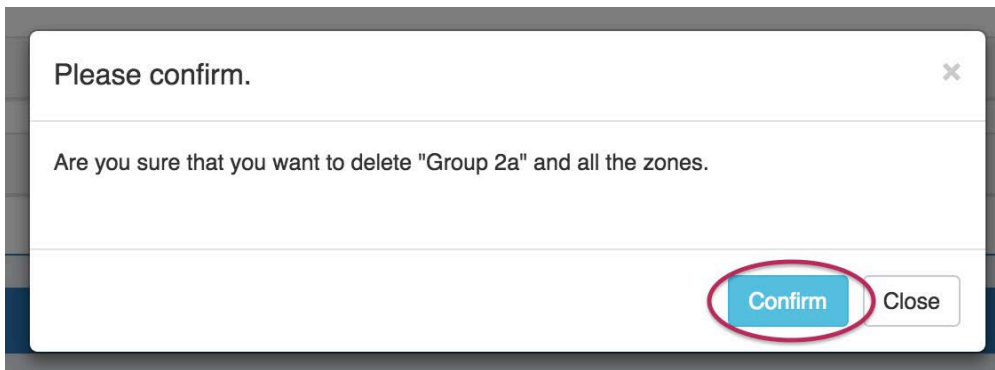 Please confirm.
×
Are you sure that you want to delete "Group 2a" and all the zones.
Confirm
Close